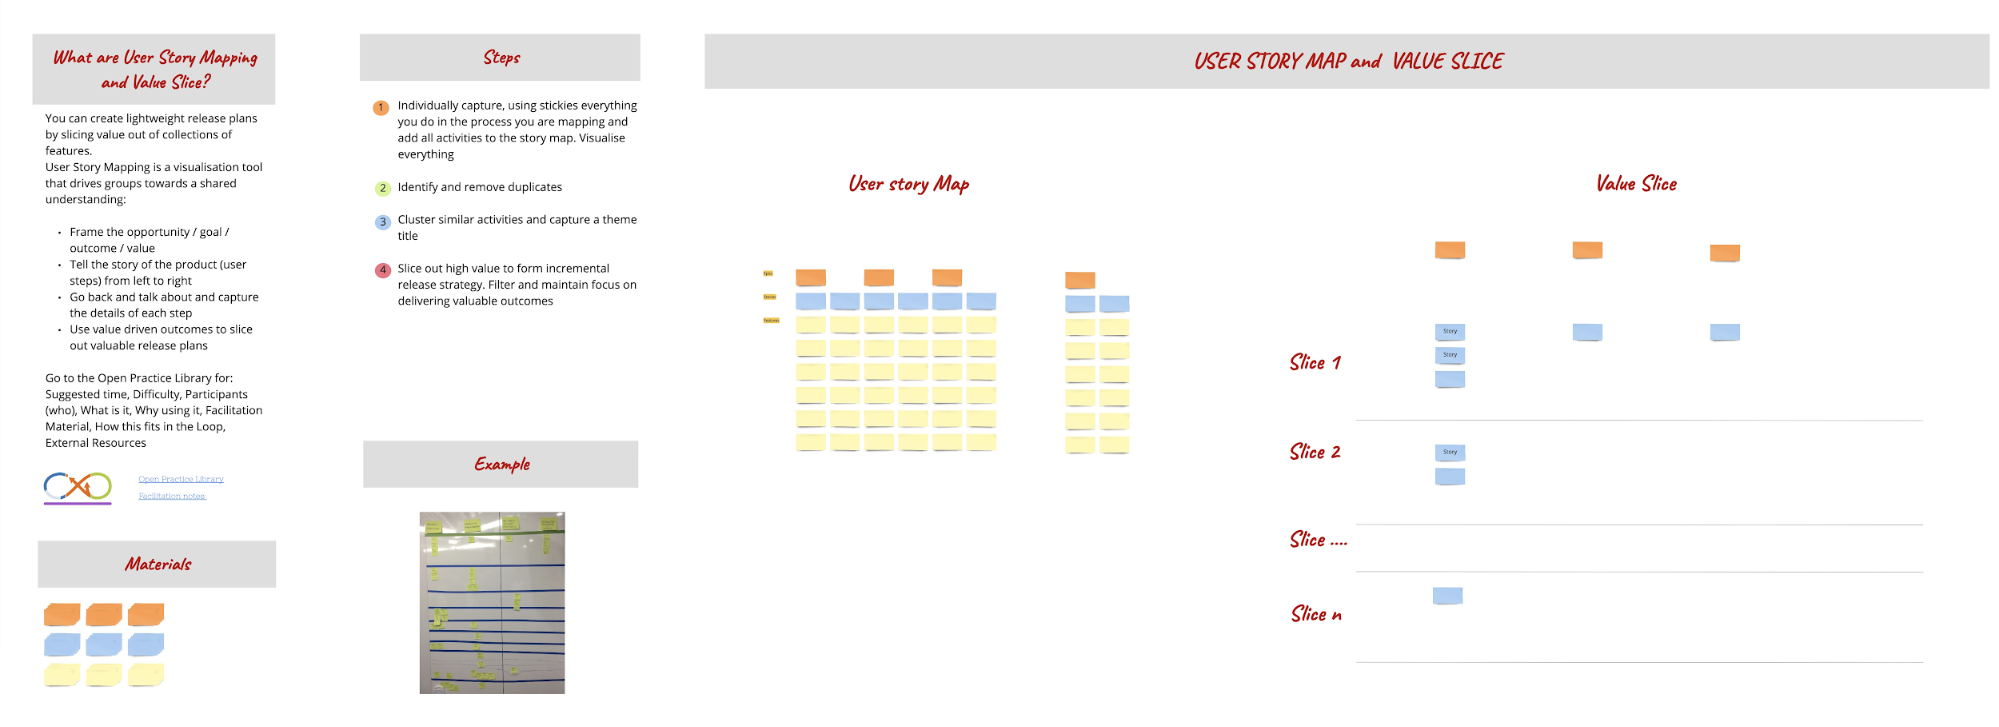 What are User Story Mapping
and Value Slice?
You can create lightweight release plans
by slicing value out of collections of
features.
User Story Mapping is a visualisation tool
that drives groups towards a shared
understanding:
• Frame the opportunity / goal /
outcome / value
• Tell the story of the product (user
steps) from left to right
• Go back and talk about and capture
the details of each step
• Use value driven outcomes to slice
out valuable release plans
Go to the Open Practice Library for:
Suggested time, Difficulty, Participants
(who), What is it, Why using it, Facilitation
Material, How this fits in the Loop,
External Resources
Open Practice Library
Facilitation notes
Materials
Steps
1 Individually capture, using stickies everything
you do in the process you are mapping and
add all activities to the story map. Visualise
everything
2 Identify and remove duplicates
3 Cluster similar activities and capture a theme
title
4 Slice out high value to form incremental
release strategy. Filter and maintain focus on
delivering valuable outcomes
Example
USER STORY MAP and VALUE SLICE
User story Map
Features
Value Slice
Story
Story
Slice 1
Story
Slice 2
Slice ....
Slice n